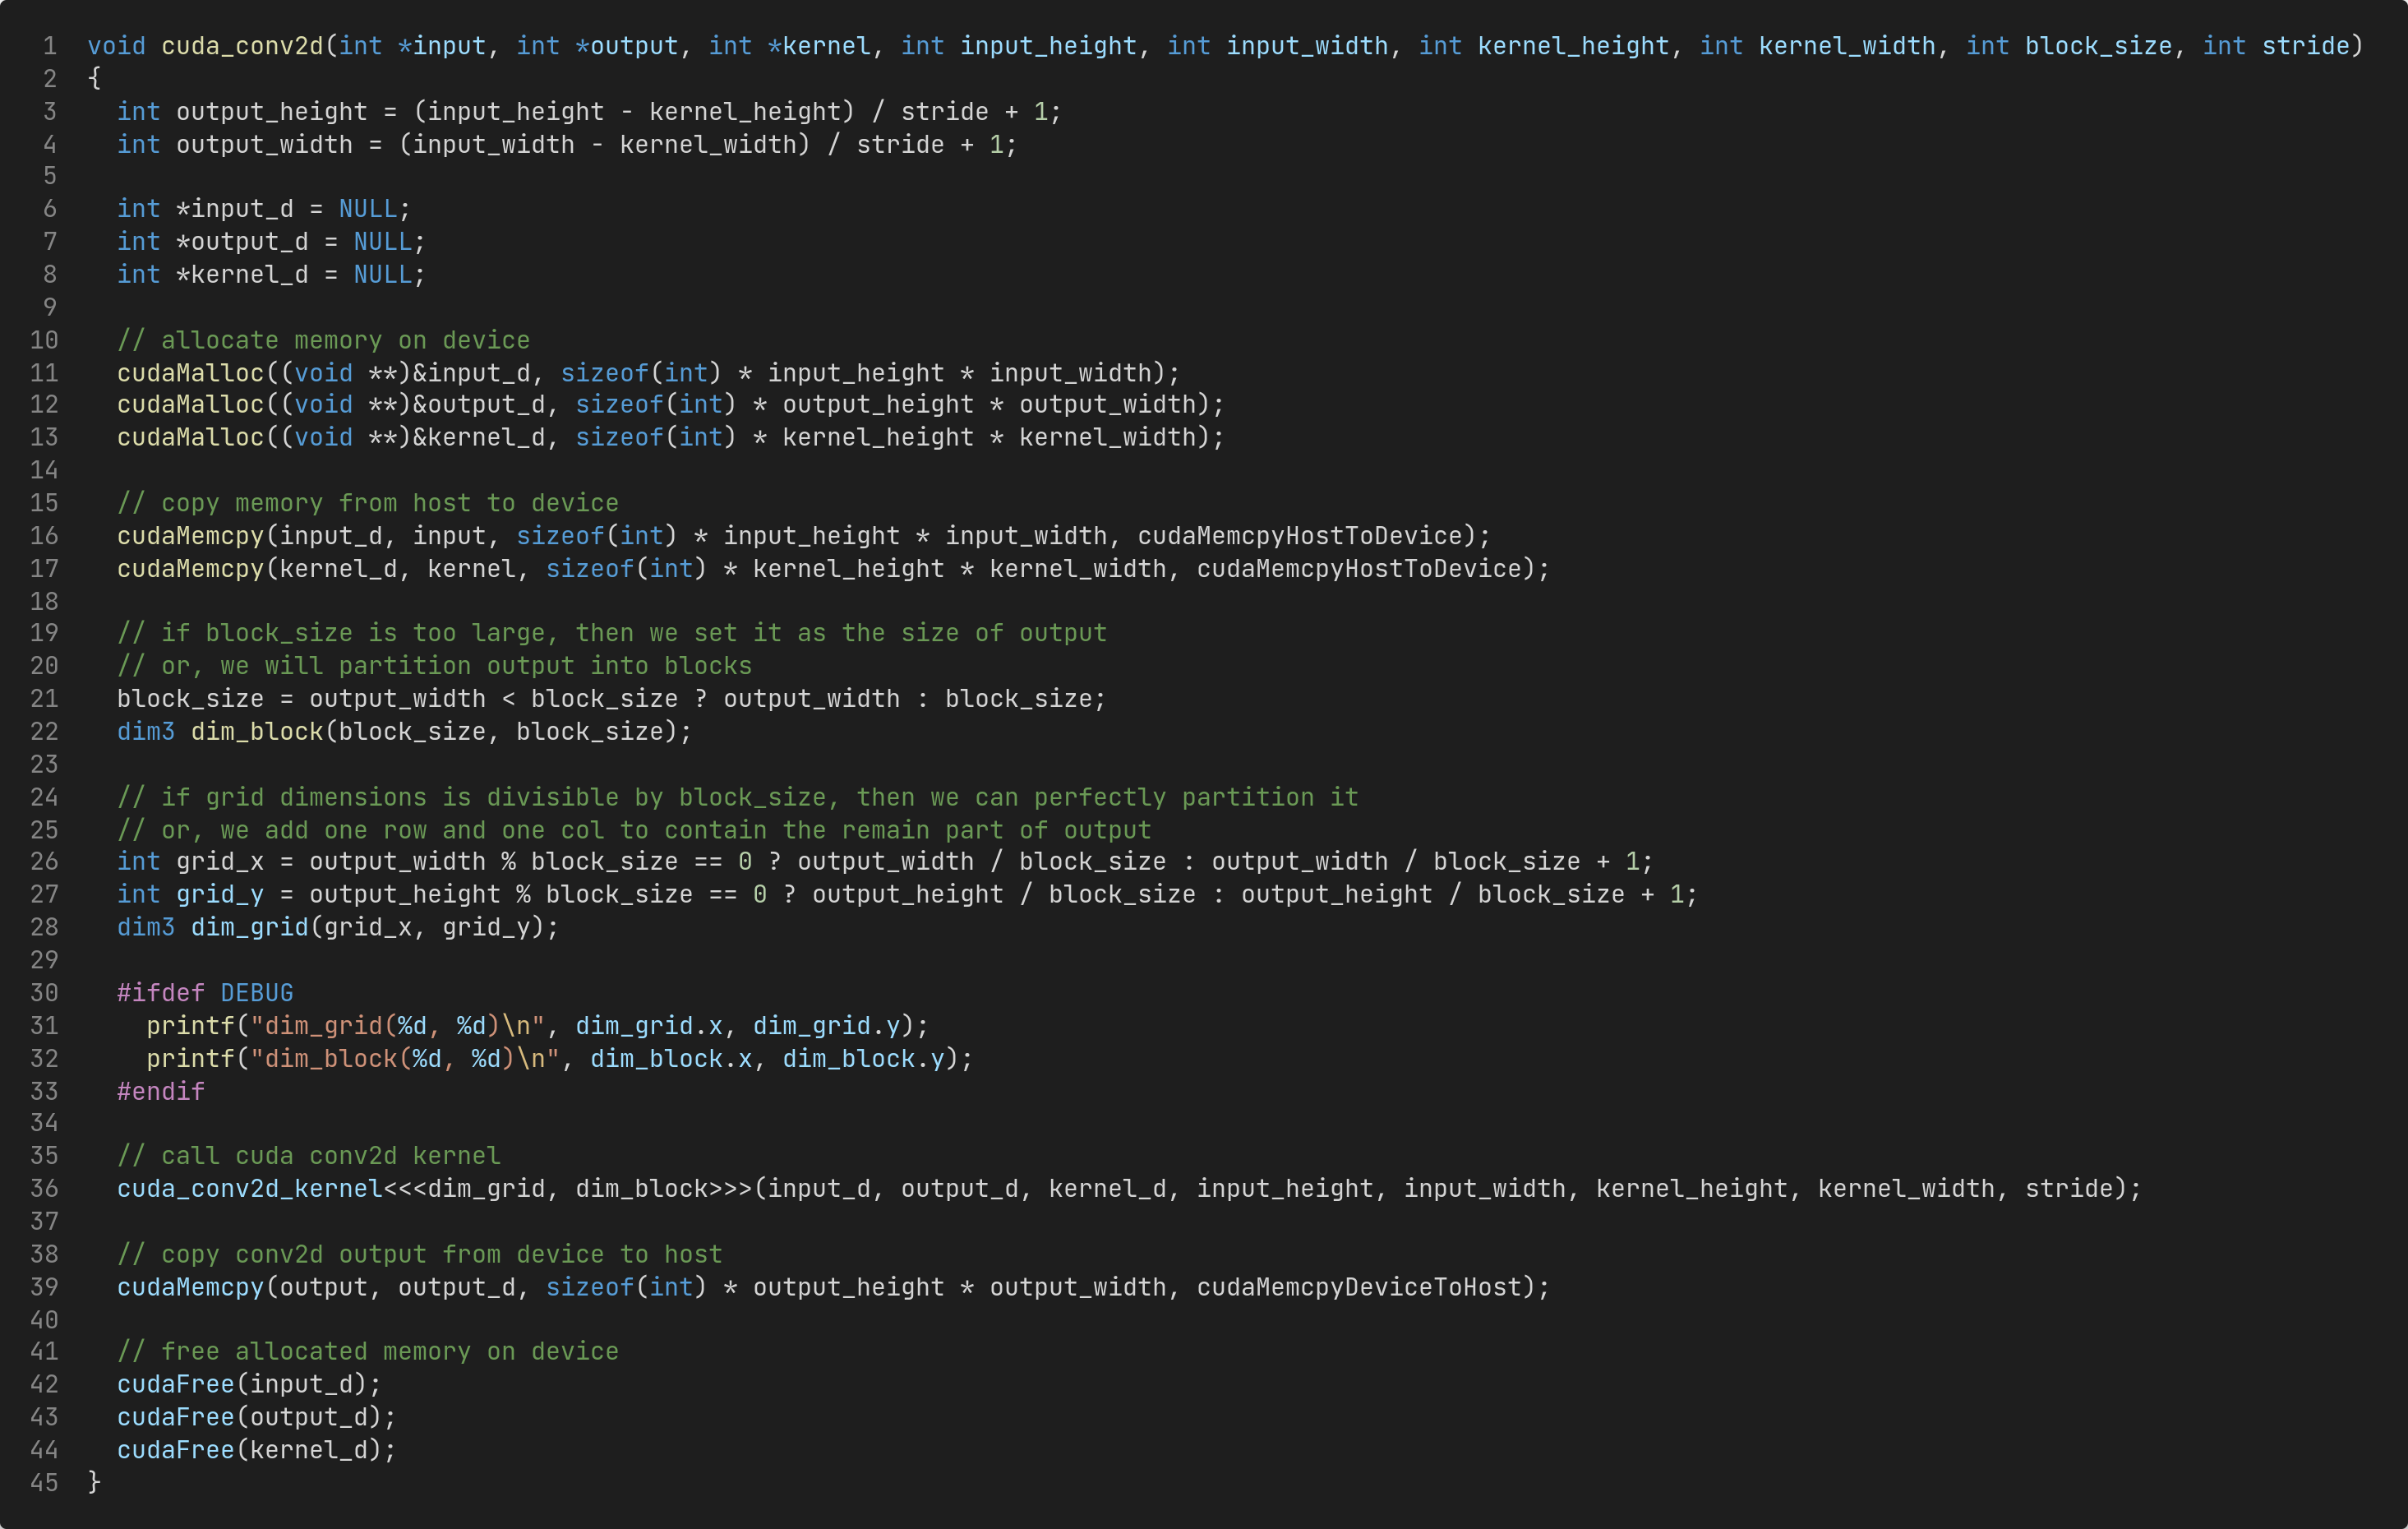 1 void cuda_conv2d(int *input, int *output, int *kernel, int input_height, int input_width, int kernel_height, int kernel_width, int block_size, int stride)
2 {
3   int output_height = (input_height - kernel_height) / stride + 1;
4   int output_width = (input_width - kernel_width) / stride + 1;
5
6   int *input_d = NULL;
7   int *output_d = NULL;
8   int *kernel_d = NULL;
9
10   // allocate memory on device
11   cudaMalloc((void **)&input_d, sizeof(int) * input_height * input_width);
12   cudaMalloc((void **)&output_d, sizeof(int) * output_height * output_width);
13   cudaMalloc((void **)&kernel_d, sizeof(int) * kernel_height * kernel_width);
14
15   // copy memory from host to device
16   cudaMemcpy(input_d, input, sizeof(int) * input_height * input_width, cudaMemcpyHostToDevice);
17   cudaMemcpy(kernel_d, kernel, sizeof(int) * kernel_height * kernel_width, cudaMemcpyHostToDevice);
18
19   // if block_size is too large, then we set it as the size of output
20   // or, we will partition output into blocks
21   block_size = output_width < block_size ? output_width : block_size;
22   dim3 dim_block(block_size, block_size);
23
24   // if grid dimensions is divisible by block_size, then we can perfectly partition it
25   // or, we add one row and one col to contain the remain part of output
26   int grid_x = output_width % block_size == 0 ? output_width / block_size : output_width / block_size + 1;
27   int grid_y = output_height % block_size == 0 ? output_height / block_size : output_height / block_size + 1;
28   dim3 dim_grid(grid_x, grid_y);
29
30   #ifdef DEBUG
31     printf("dim_grid(%d, %d)\n", dim_grid.x, dim_grid.y);
32     printf("dim_block(%d, %d)\n", dim_block.x, dim_block.y);
33   #endif
34
35   // call cuda conv2d kernel
36   cuda_conv2d_kernel<<<dim_grid, dim_block>>>(input_d, output_d, kernel_d, input_height, input_width, kernel_height, kernel_width, stride);
37
38   // copy conv2d output from device to host
39   cudaMemcpy(output, output_d, sizeof(int) * output_height * output_width, cudaMemcpyDeviceToHost);
40
41   // free allocated memory on device
42   cudaFree(input_d);
43   cudaFree(output_d);
44   cudaFree(kernel_d);
45 }